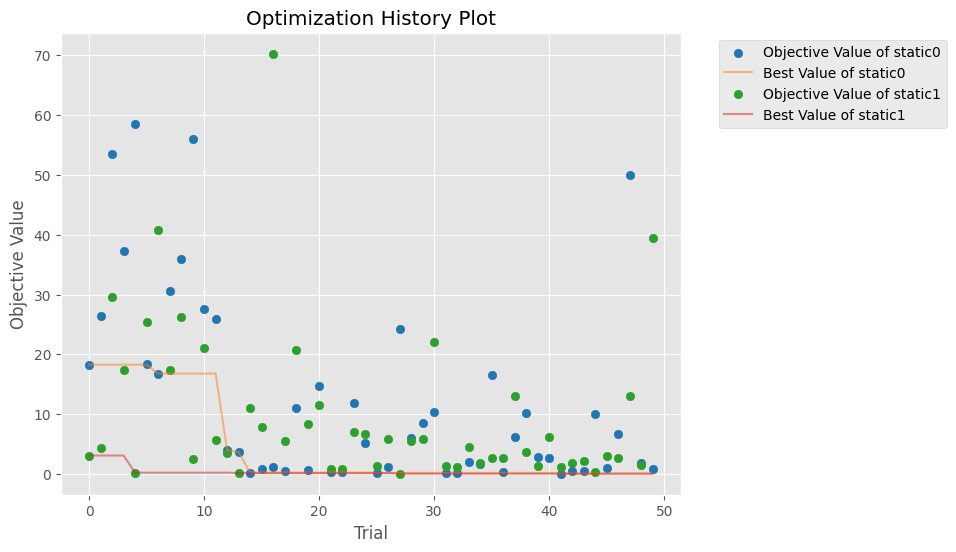 Optimization History Plot
Objective Value of static0
Best Value of static0
Objective Value of static1
Best Value of static1
Objective Value
70
60
50
40
30
20
10
0
0 10 20 30 40 50
Trial